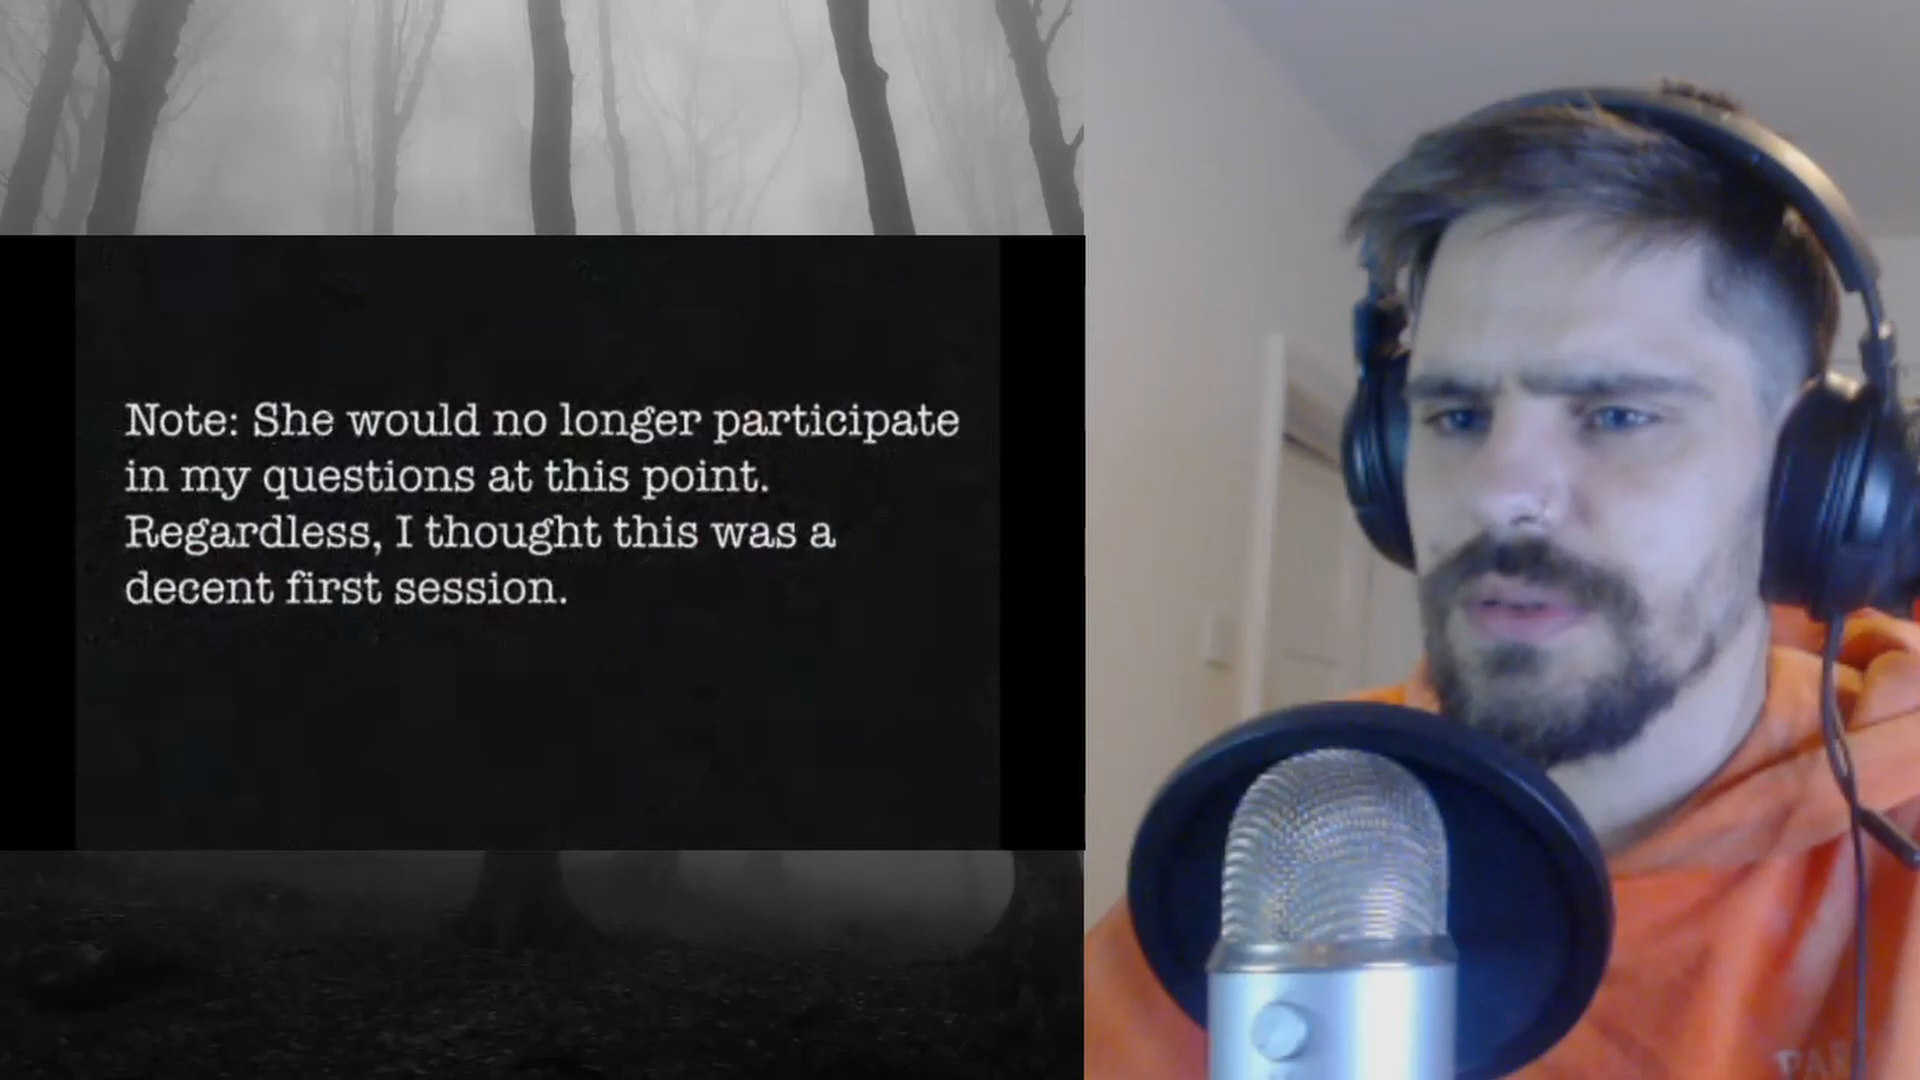 Note: She would no longer participate
in my questions at this point.
Regardless, I thought this was a
decent first session.